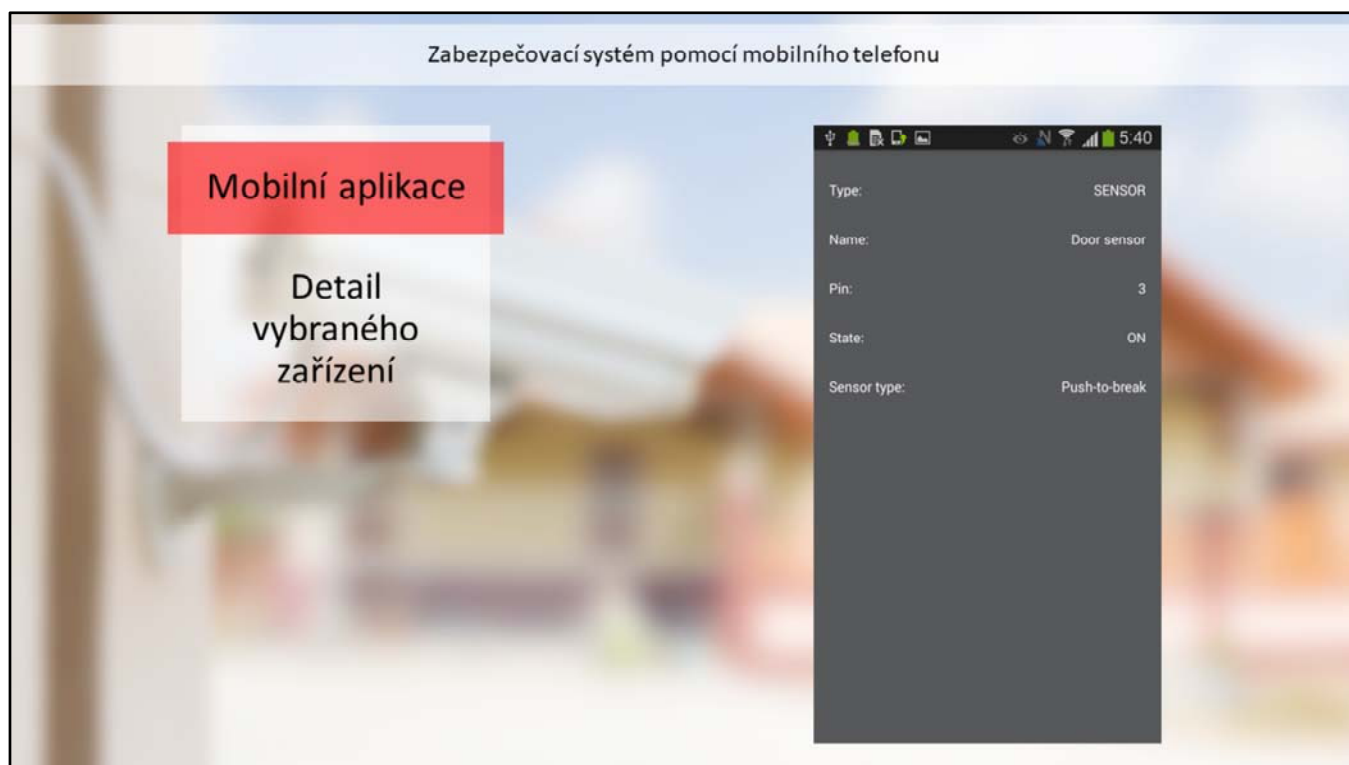 Zabezpečovací systém pomocí mobilního telefonu
Mobilní aplikace
Detail
vybraného
zařízení
5:40
Type: SENSOR
Name: Door sensor
Pin: 3
State: ON
Sensor type: Push-to-break